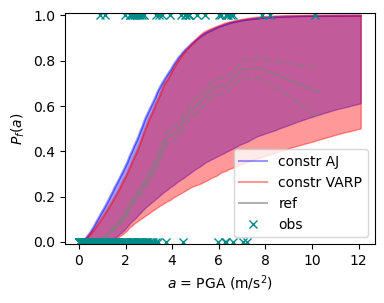 1.0
0.8
0.6
0.4
0.2
0.0
P_f(a)
constr AJ
constr VARP
ref
obs
0 2 4 6 8 10 12
a = PGA (m/s²)